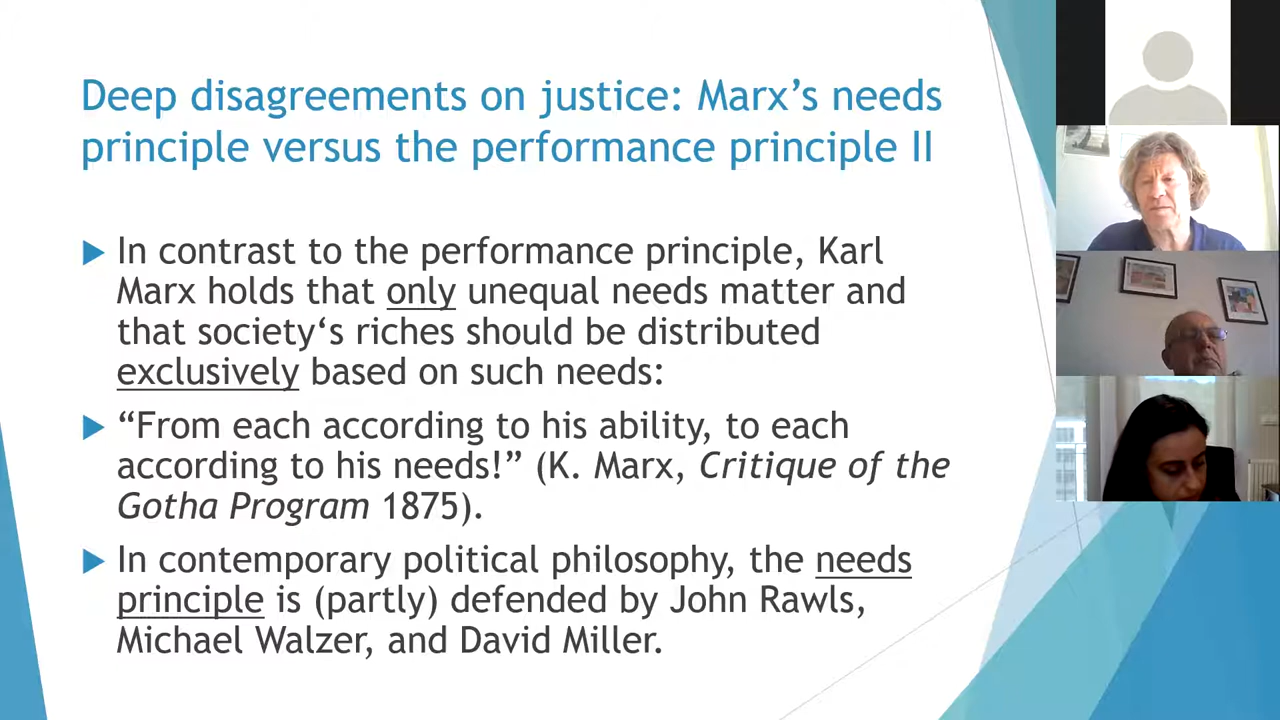 Deep disagreements on justice: Marx’s needs
principle versus the performance principle II
In contrast to the performance principle, Karl
Marx holds that only unequal needs matter and
that society‘s riches should be distributed
exclusively based on such needs:
“From each according to his ability, to each
according to his needs!” (K. Marx, Critique of the
Gotha Program 1875).
In contemporary political philosophy, the needs
principle is (partly) defended by John Rawls,
Michael Walzer, and David Miller.